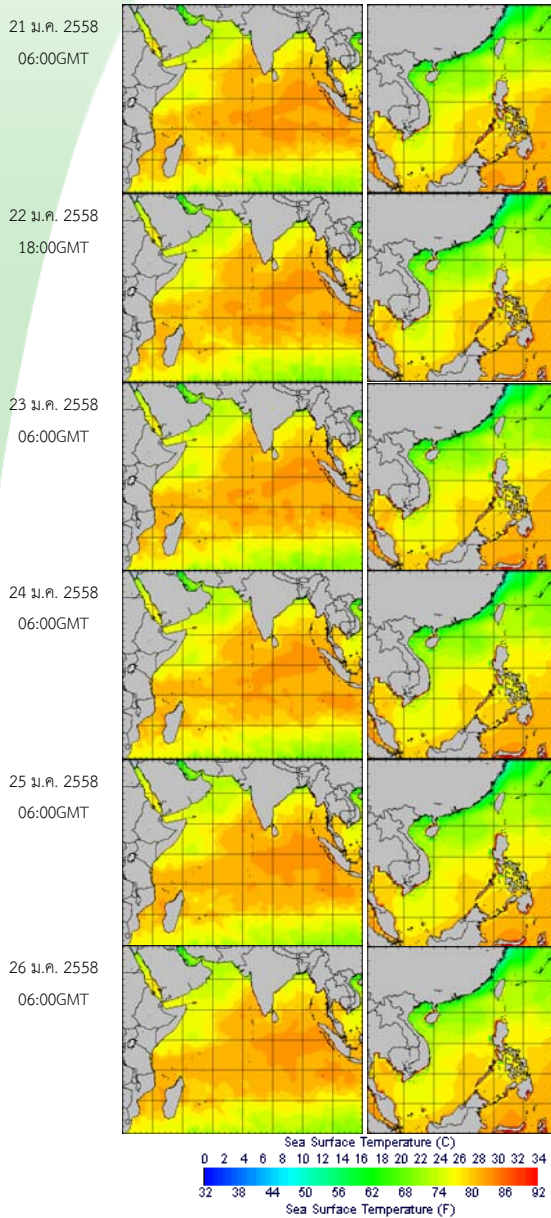 21 ม.ค. 2558
06:00GMT
22 ม.ค. 2558
18:00GMT
23 ม.ค. 2558
06:00GMT
24 ม.ค. 2558
06:00GMT
25 ม.ค. 2558
06:00GMT
26 ม.ค. 2558
06:00GMT
Sea Surface Temperature (C)
0 2 4 6 8 10 12 14 16 18 20 22 24 26 28 30 32 34
32 38 44 50 56 62 68 74 80 86 92
Sea Surface Temperature (F)